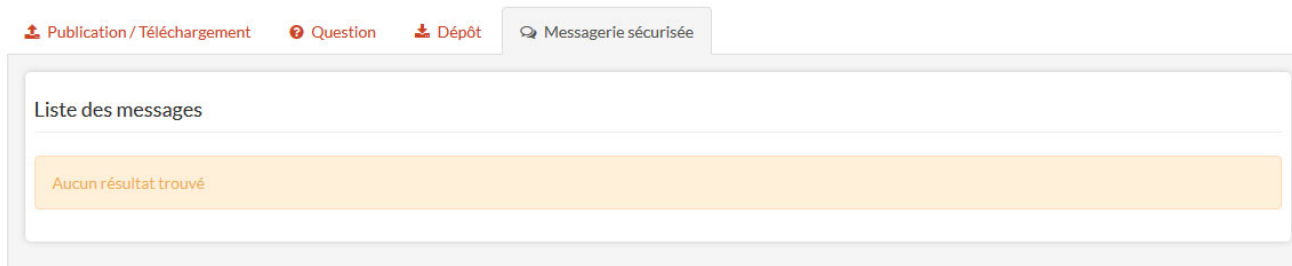 Publication / Téléchargement Question Dépôt Messagerie sécurisée
Liste des messages
Aucun résultat trouvé